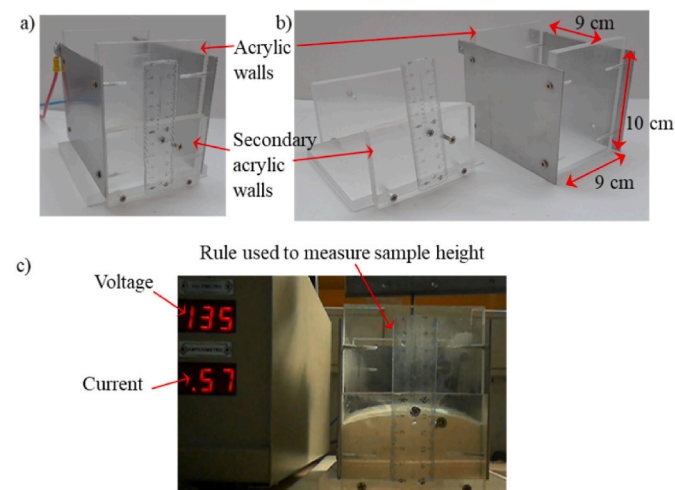 a)
b)
Acrylic
walls
9 cm
10 cm
9 cm
Secondary
acrylic
walls
Rule used to measure sample height
c)
Voltage
135
Current
.57